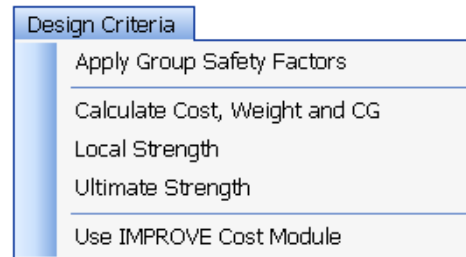 Design Criteria
Apply Group Safety Factors
Calculate Cost, Weight and CG
Local Strength
Ultimate Strength
Use IMPROVE Cost Module